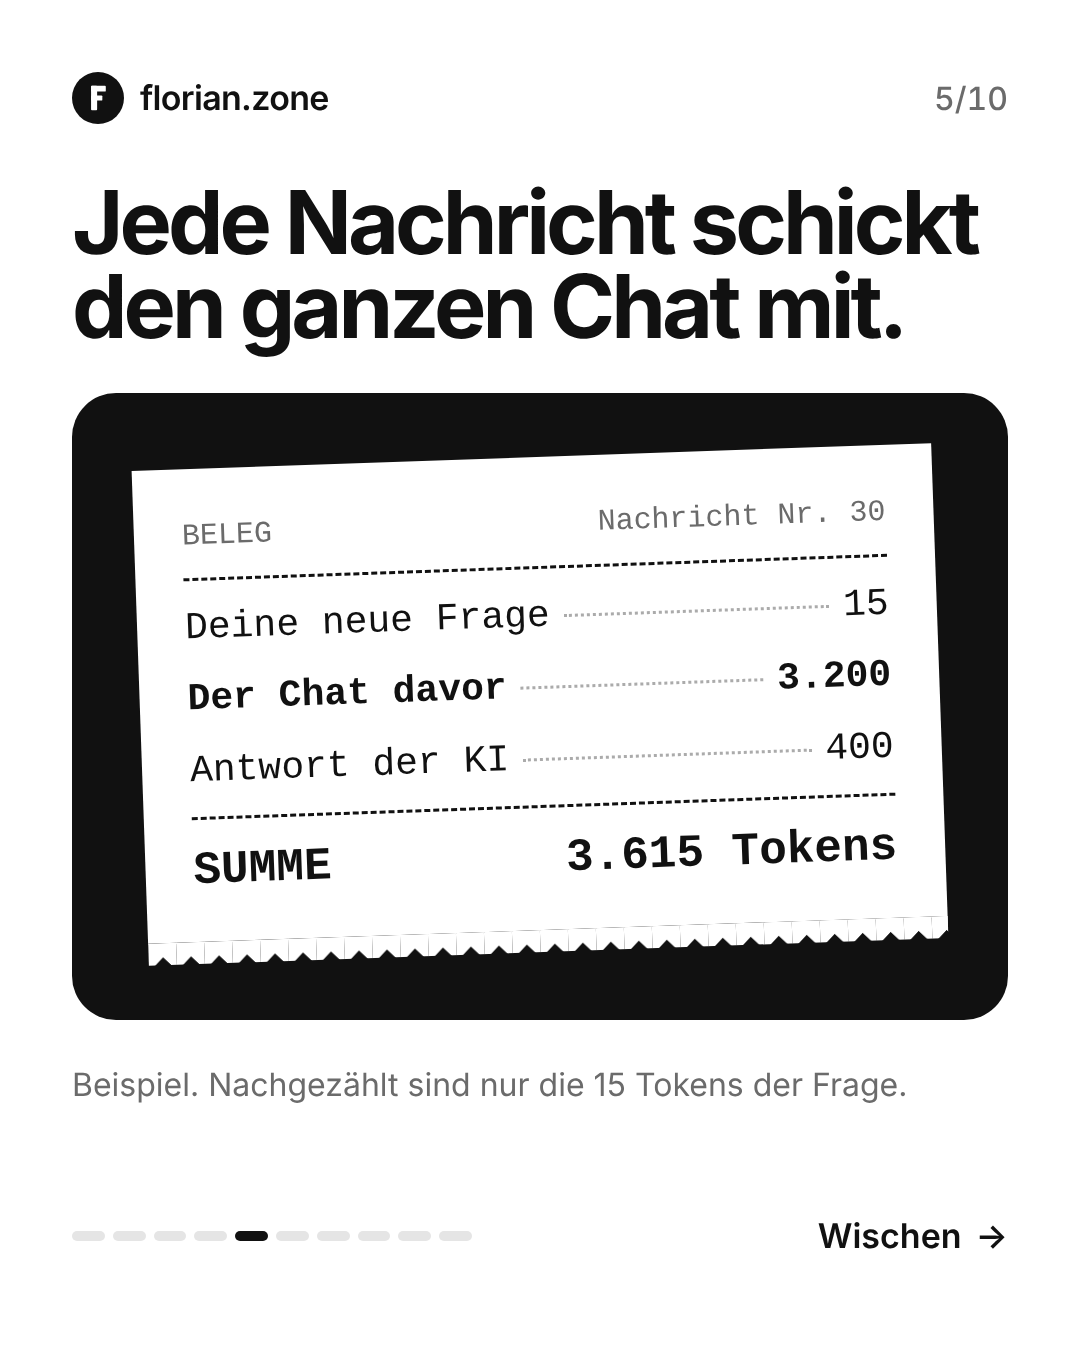 F florian.zone 5/10
Jede Nachricht schickt
den ganzen Chat mit.
BELEG Nachricht Nr. 30
Deine neue Frage 15
Der Chat davor 3.200
Antwort der KI 400
SUMME 3.615 Tokens
Beispiel. Nachgezählt sind nur die 15 Tokens der Frage.
Wischen →